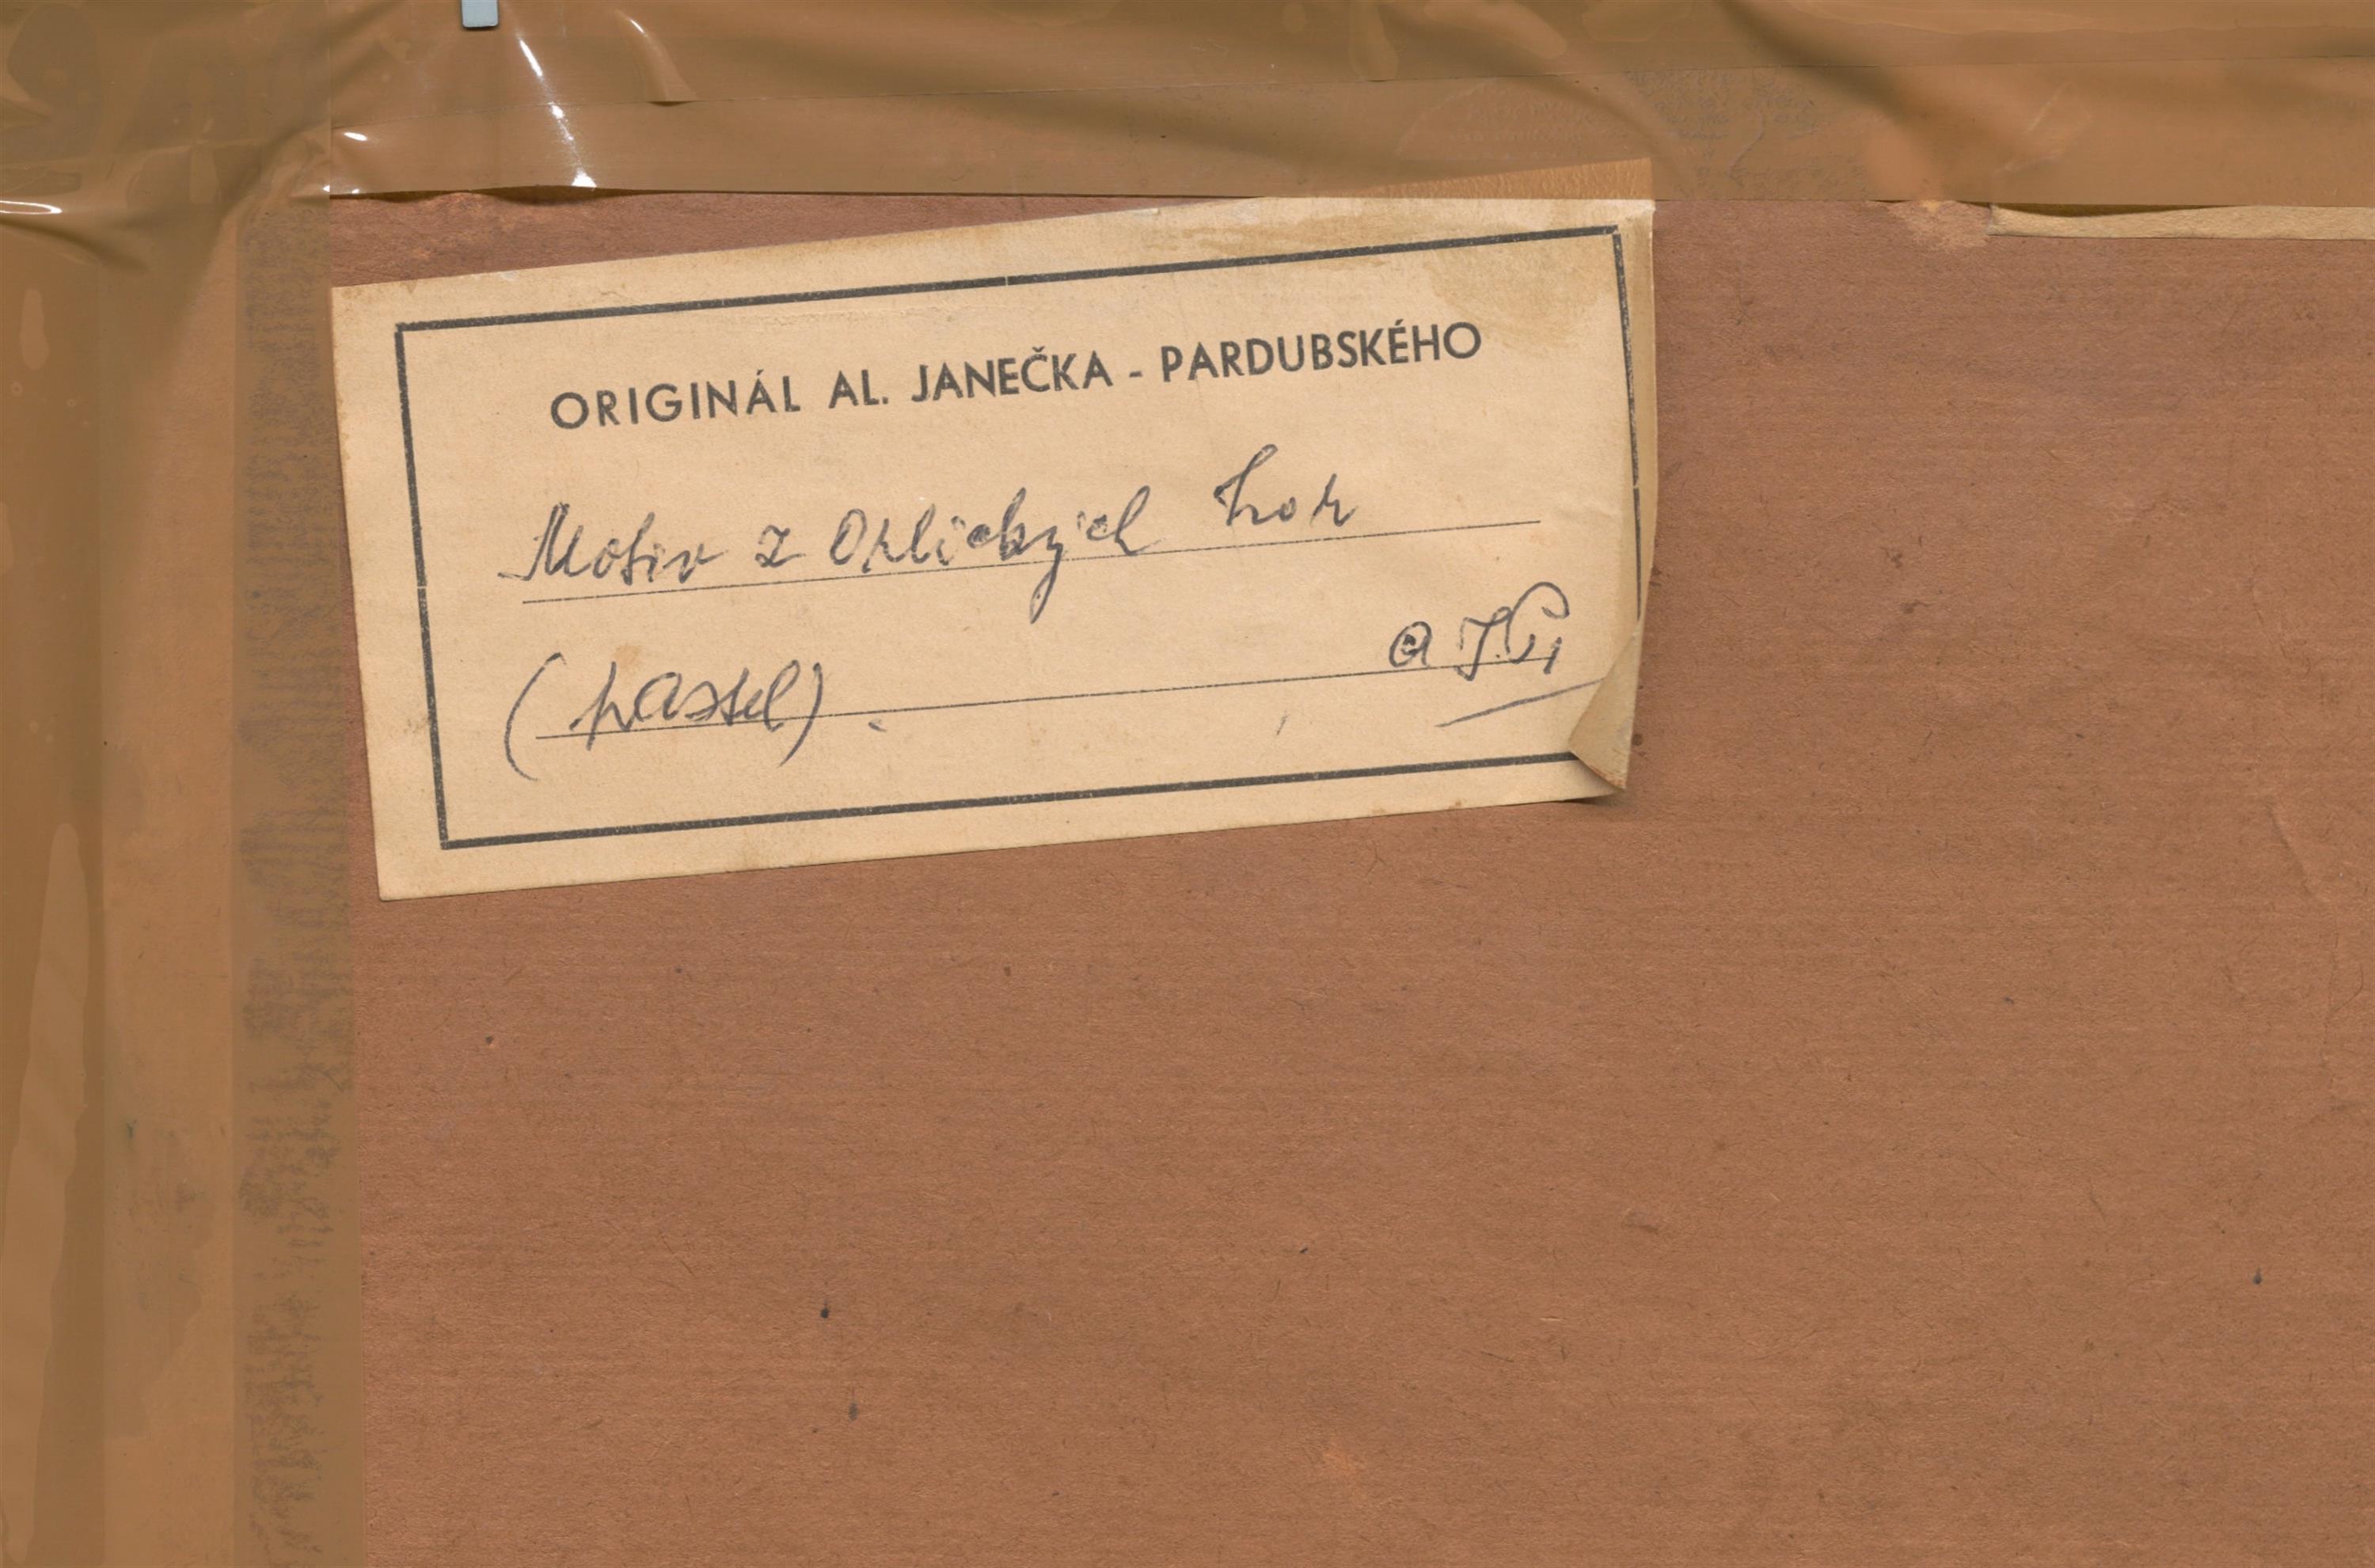 ORIGINÁL AL. JANEČKA - PARDUBSKÉHO
Motiv z Orlických hor
(pastel).